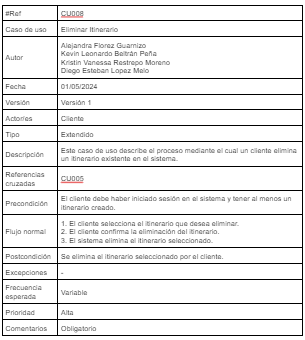 #Ref CU008
Caso de uso Eliminar Itinerario
Autor
Alejandra Florez Guarnizo
Kevin Leonardo Beltrán Peña
Kristin Vanessa Restrepo Moreno
Diego Esteban Lopez Melo
Fecha 01/05/2024
Versión Versión 1
Actor/es Cliente
Tipo Extendido
Descripción
Este caso de uso describe el proceso mediante el cual un cliente elimina
un itinerario existente en el sistema.
Referencias
cruzadas
CU005
Precondición
El cliente debe haber iniciado sesión en el sistema y tener al menos un
itinerario creado.
Flujo normal
1. El cliente selecciona el itinerario que desea eliminar.
2. El cliente confirma la eliminación del itinerario.
3. El sistema elimina el itinerario seleccionado.
Postcondición Se elimina el itinerario seleccionado por el cliente.
Excepciones -
Frecuencia
esperada
Variable
Prioridad Alta
Comentarios Obligatorio